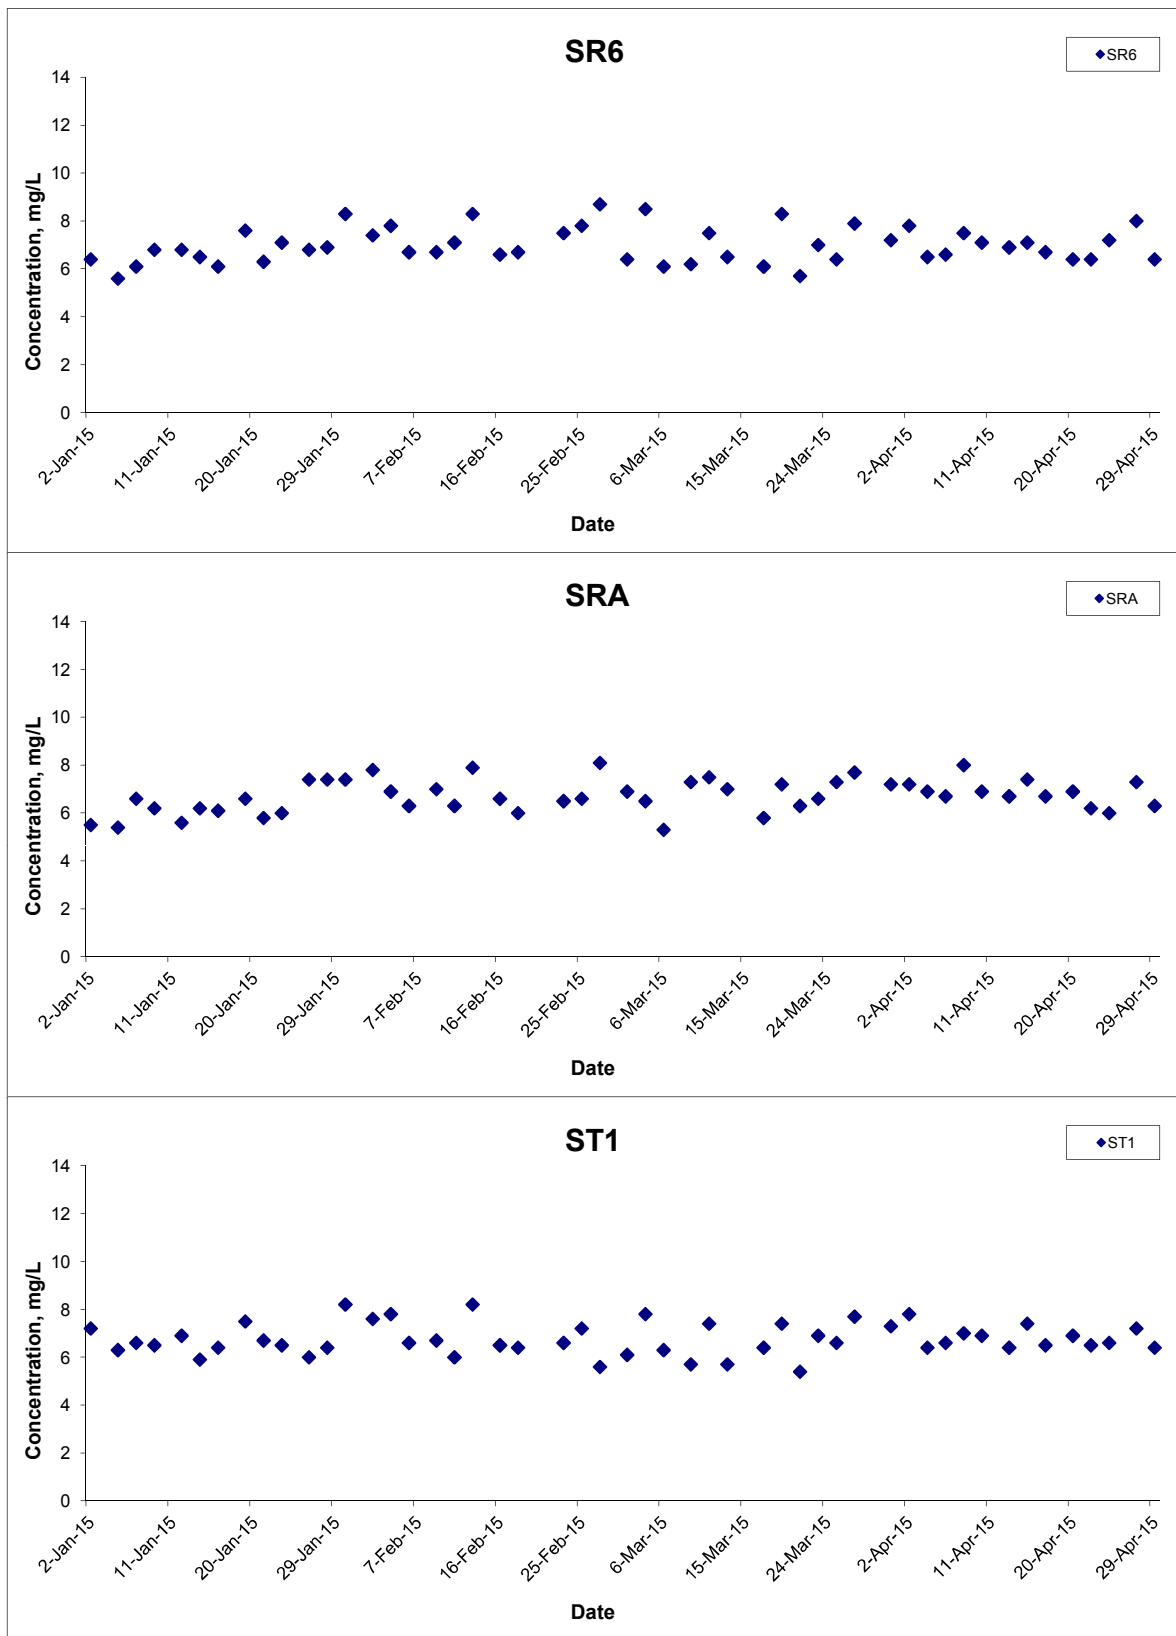 SR6
SR6
14
12
10
8
6
4
2
0
Concentration, mg/L
2-Jan-15
11-Jan-15
20-Jan-15
29-Jan-15
7-Feb-15
16-Feb-15
25-Feb-15
6-Mar-15
15-Mar-15
24-Mar-15
2-Apr-15
11-Apr-15
20-Apr-15
29-Apr-15
Date
SRA
SRA
14
12
10
8
6
4
2
0
Concentration, mg/L
2-Jan-15
11-Jan-15
20-Jan-15
29-Jan-15
7-Feb-15
16-Feb-15
25-Feb-15
6-Mar-15
15-Mar-15
24-Mar-15
2-Apr-15
11-Apr-15
20-Apr-15
29-Apr-15
Date
ST1
ST1
14
12
10
8
6
4
2
0
Concentration, mg/L
2-Jan-15
11-Jan-15
20-Jan-15
29-Jan-15
7-Feb-15
16-Feb-15
25-Feb-15
6-Mar-15
15-Mar-15
24-Mar-15
2-Apr-15
11-Apr-15
20-Apr-15
29-Apr-15
Date